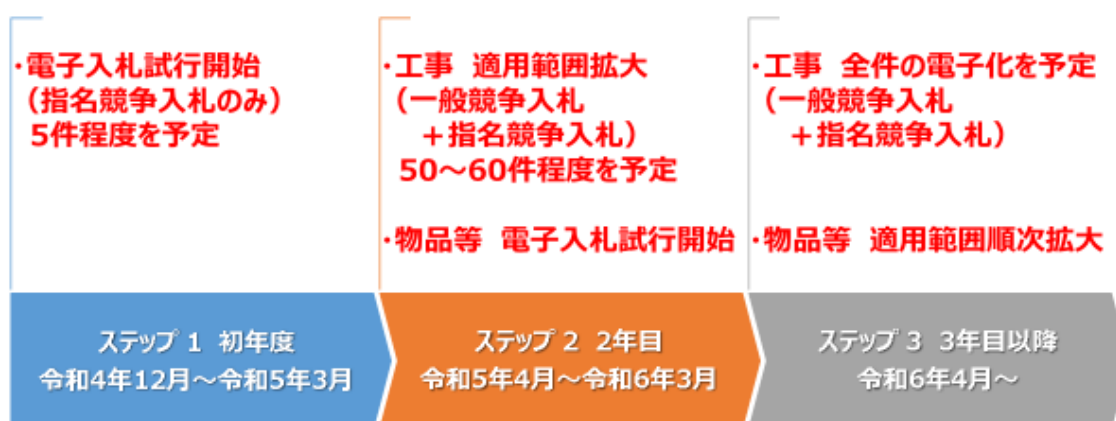 ・電子入札試行開始
（指名競争入札のみ）
5件程度を予定
・工事 適用範囲拡大
（一般競争入札
＋指名競争入札）
50～60件程度を予定
・物品等 電子入札試行開始
・工事 全件の電子化を予定
（一般競争入札
＋指名競争入札）
・物品等 適用範囲順次拡大
ステップ 1 初年度
令和4年12月～令和5年3月
ステップ 2 2年目
令和5年4月～令和6年3月
ステップ 3 3年目以降
令和6年4月～